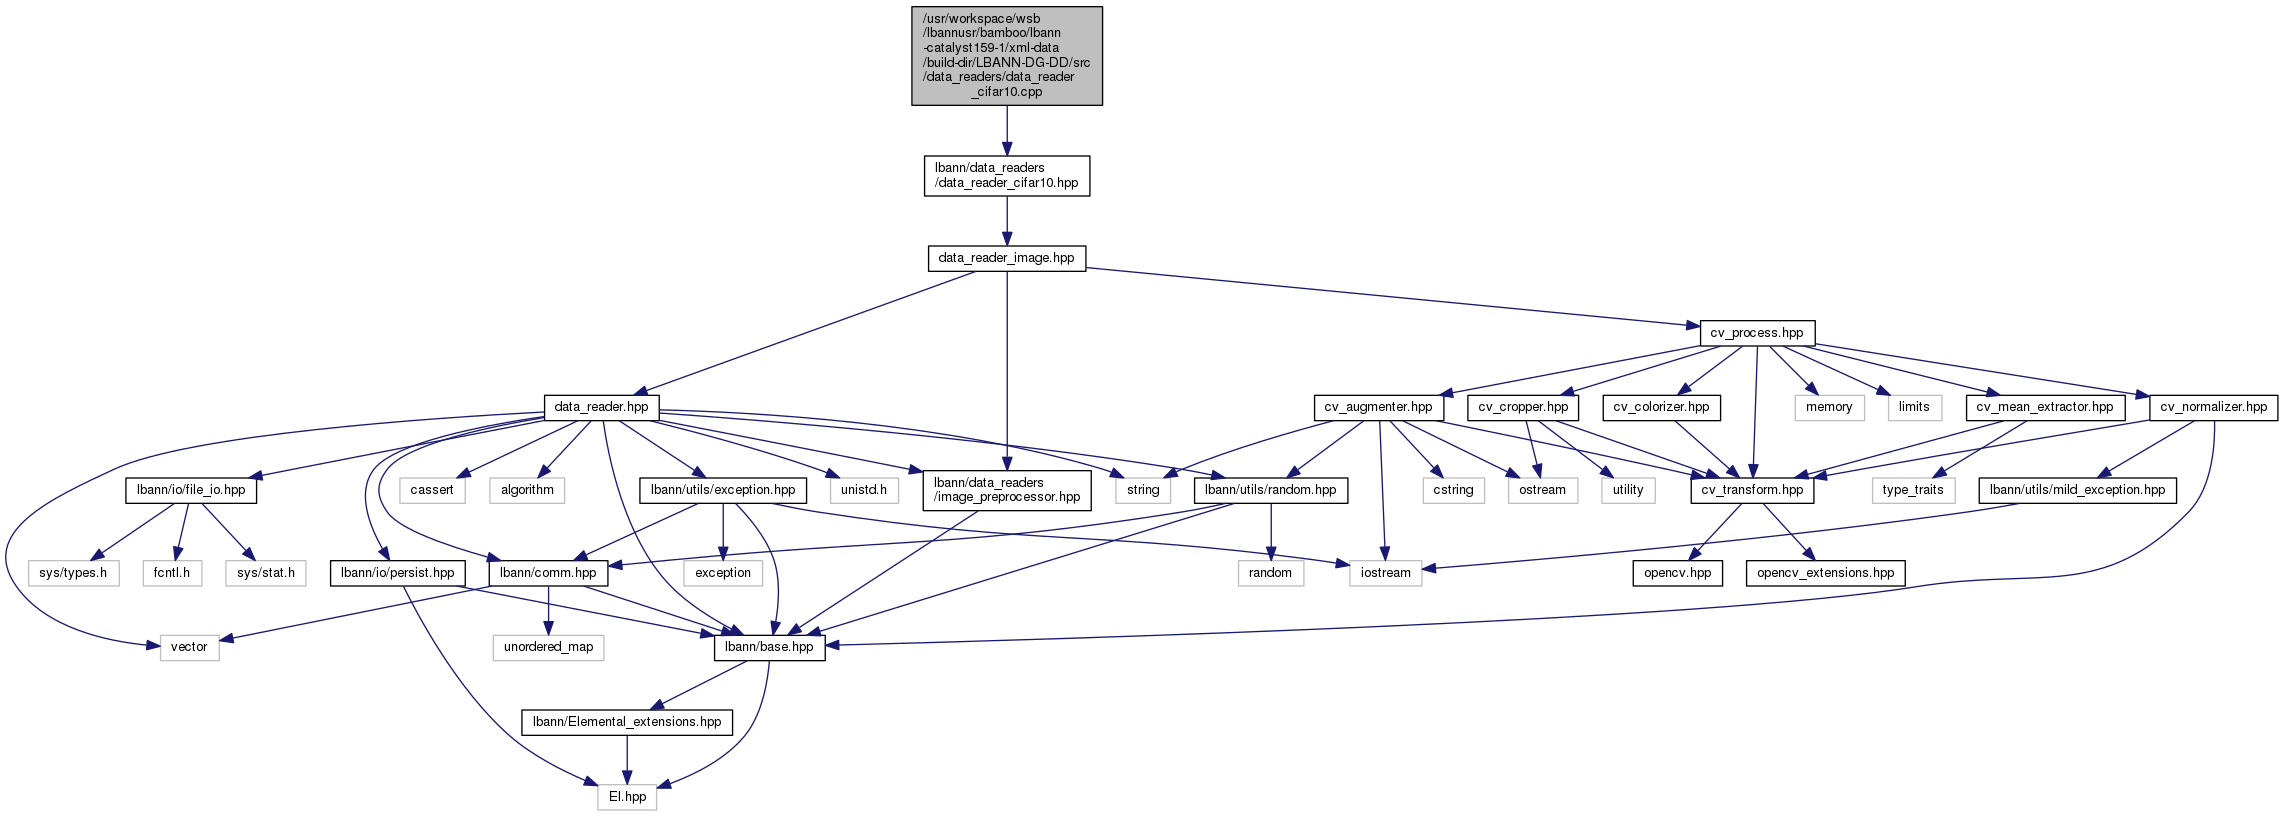 /usr/workspace/wsb
/lbannusr/bamboo/lbann
-catalyst159-1/xml-data
/build-dir/LBANN-DG-DD/src
/data_readers/data_reader
_cifar10.cpp
lbann/data_readers
/data_reader_cifar10.hpp
data_reader_image.hpp
cv_process.hpp
data_reader.hpp
cv_augmenter.hpp
cv_cropper.hpp
cv_colorizer.hpp
memory
limits
cv_mean_extractor.hpp
cv_normalizer.hpp
lbann/io/file_io.hpp
cassert
algorithm
lbann/utils/exception.hpp
unistd.h
lbann/data_readers
/image_preprocessor.hpp
string
lbann/utils/random.hpp
cstring
ostream
utility
cv_transform.hpp
type_traits
lbann/utils/mild_exception.hpp
sys/types.h
fcntl.h
sys/stat.h
lbann/io/persist.hpp
lbann/comm.hpp
exception
random
iostream
opencv.hpp
opencv_extensions.hpp
vector
unordered_map
lbann/base.hpp
lbann/Elemental_extensions.hpp
El.hpp